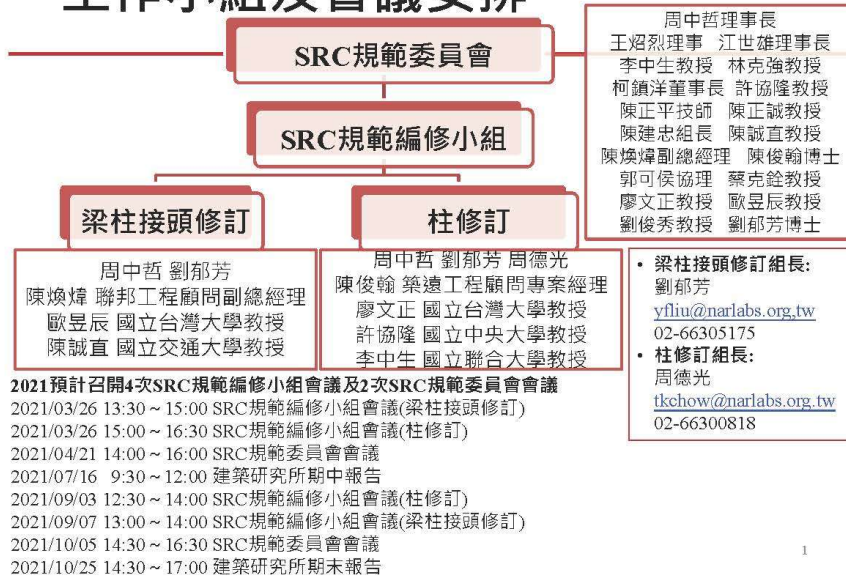 工作小組及會議安排
SRC規範委員會
SRC規範編修小組
梁柱接頭修訂
柱修訂
周中哲理事長
王炤烈理事 江世雄理事長
李中生教授 林克強教授
柯鎮洋董事長 許協隆教授
陳正平技師 陳正誠教授
陳建忠組長 陳誠直教授
陳煥煒副總經理 陳俊翰博士
郭可侯協理 蔡克銓教授
廖文正教授 歐昱辰教授
劉俊秀教授 劉郁芳博士
周中哲 劉郁芳
陳煥煒 聯邦工程顧問副總經理
歐昱辰 國立台灣大學教授
陳誠直 國立交通大學教授
周中哲 劉郁芳 周德光
陳俊翰 築遠工程顧問專案經理
廖文正 國立台灣大學教授
許協隆 國立中央大學教授
李中生 國立聯合大學教授
• 梁柱接頭修訂組長:
劉郁芳
yfliu@narlabs.org,tw
02-66305175
• 柱修訂組長:
周德光
tkchow@narlabs.org.tw
02-66300818
2021預計召開4次SRC規範編修小組會議及2次SRC規範委員會會議
2021/03/26 13:30 ~ 15:00 SRC規範編修小組會議(梁柱接頭修訂)
2021/03/26 15:00 ~ 16:30 SRC規範編修小組會議(柱修訂)
2021/04/21 14:00 ~ 16:00 SRC規範委員會會議
2021/07/16 9:30 ~ 12:00 建築研究所期中報告
2021/09/03 12:30 ~ 14:00 SRC規範編修小組會議(柱修訂)
2021/09/07 13:00 ~ 14:00 SRC規範編修小組會議(梁柱接頭修訂)
2021/10/05 14:30 ~ 16:30 SRC規範委員會會議
2021/10/25 14:30 ~ 17:00 建築研究所期末報告
1